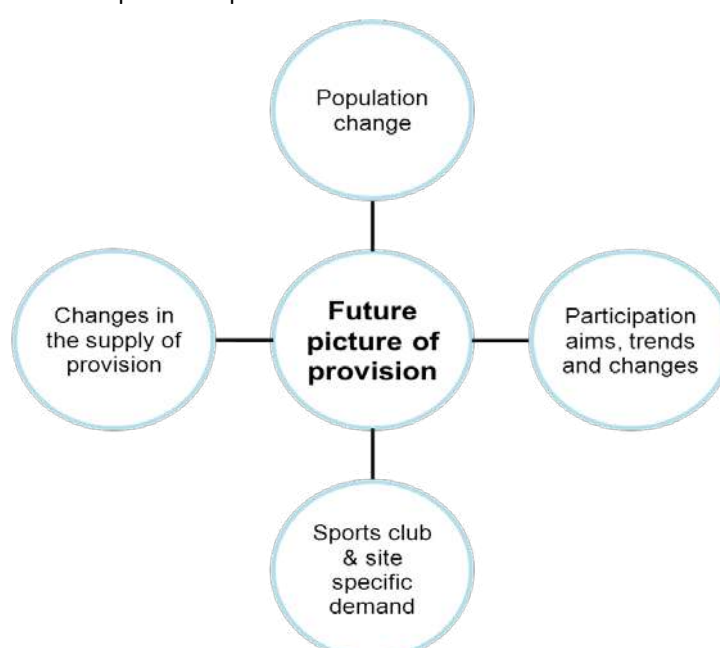 Population
change
Changes in
the supply of
provision
Future
picture of
provision
Participation
aims, trends
and changes
Sports club
& site
specific
demand